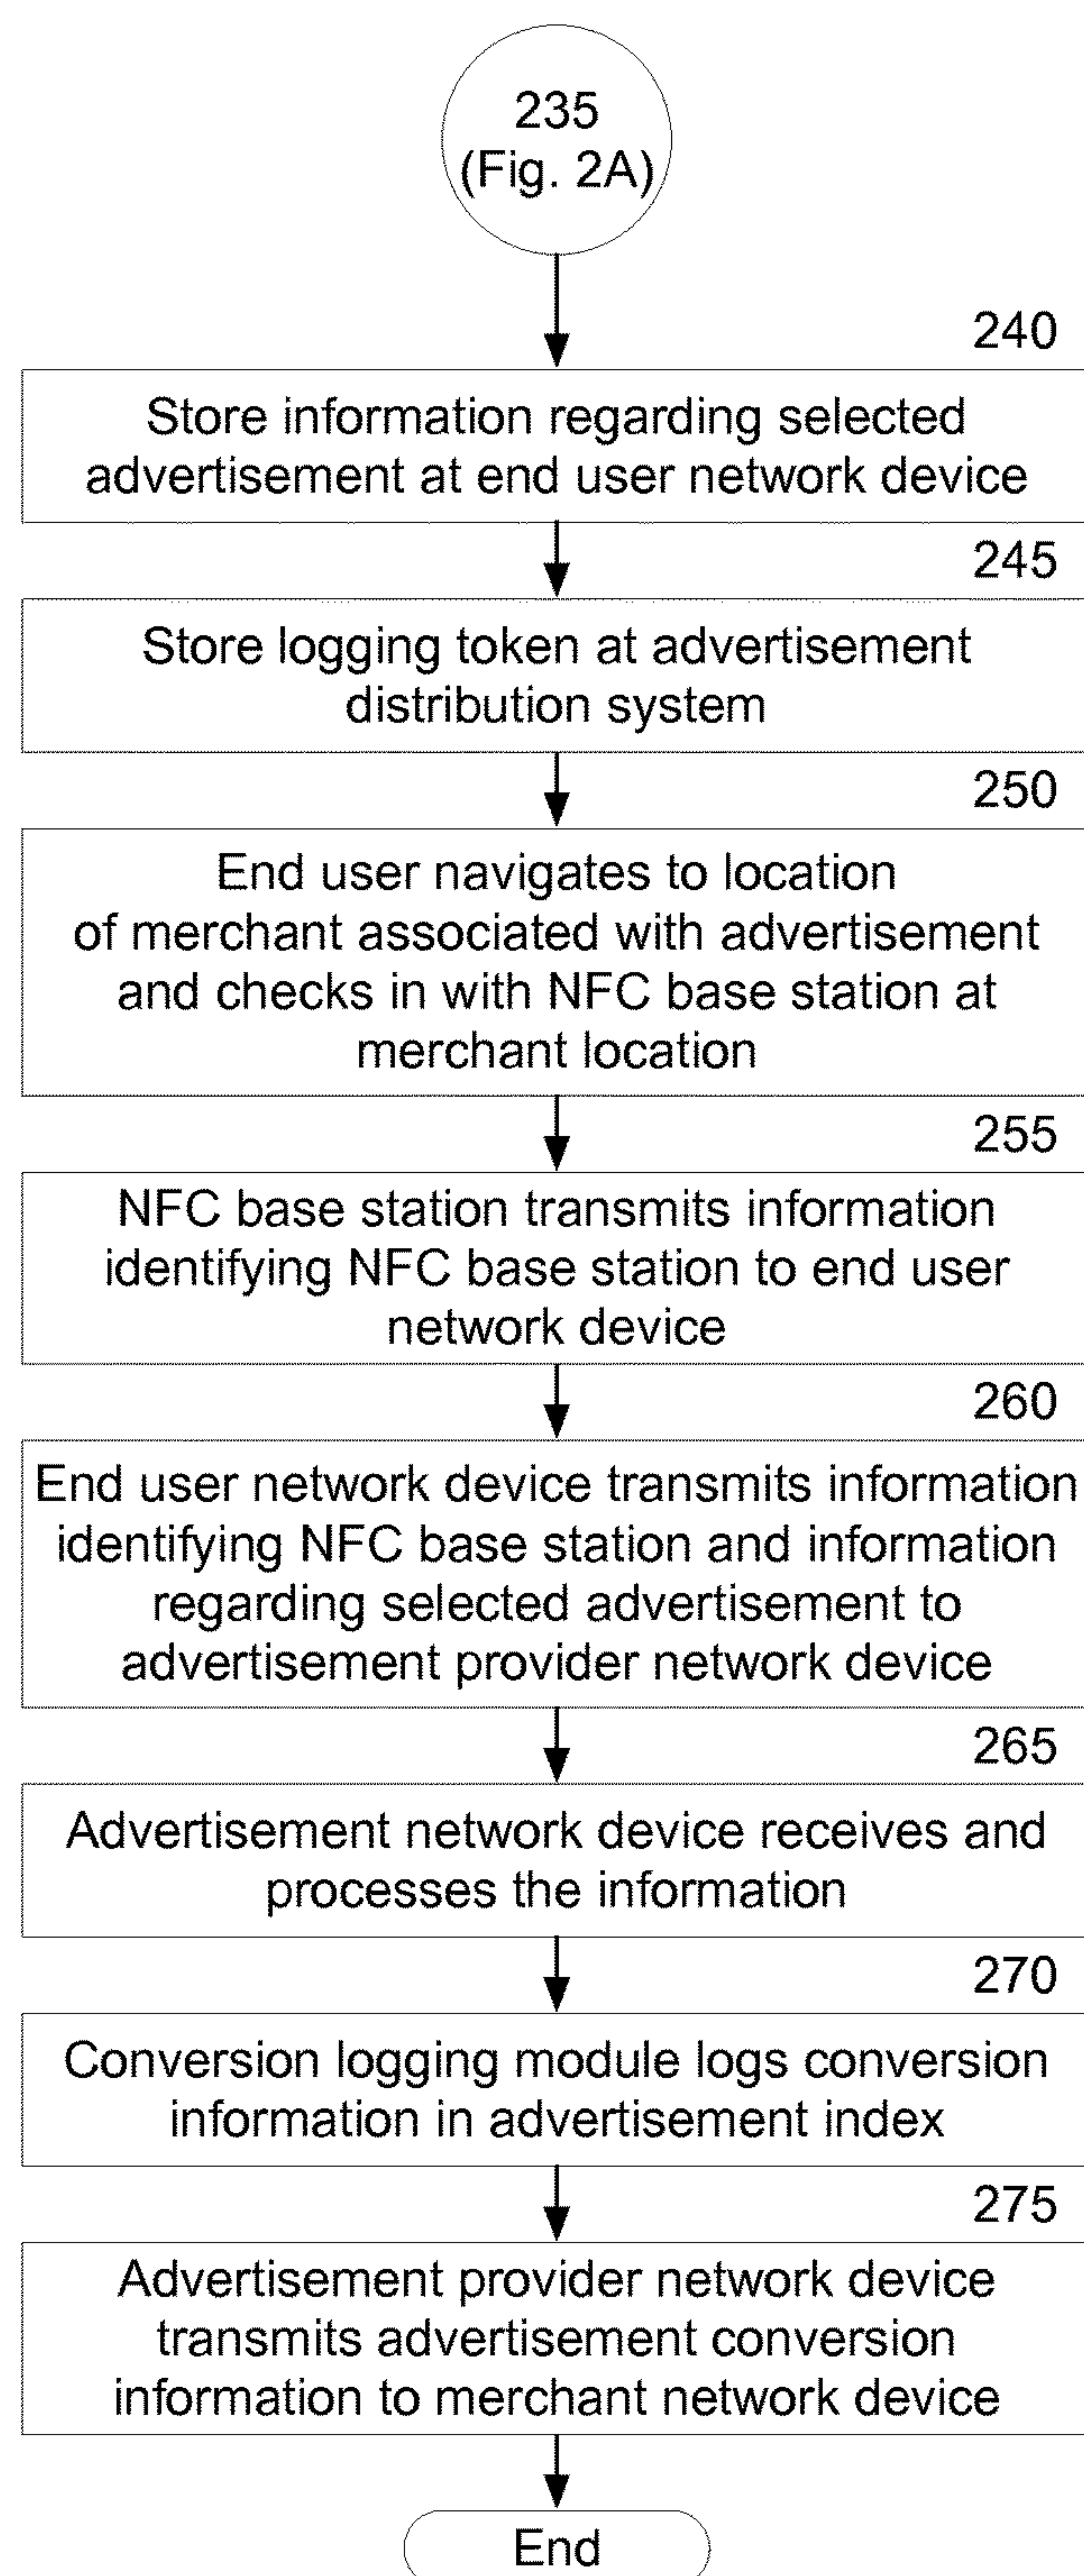 235
(Fig. 2A)
240
Store information regarding selected
advertisement at end user network device
245
Store logging token at advertisement
distribution system
250
End user navigates to location
of merchant associated with advertisement
and checks in with NFC base station at
merchant location
255
NFC base station transmits information
identifying NFC base station to end user
network device
260
End user network device transmits information
identifying NFC base station and information
regarding selected advertisement to
advertisement provider network device
265
Advertisement network device receives and
processes the information
270
Conversion logging module logs conversion
information in advertisement index
275
Advertisement provider network device
transmits advertisement conversion
information to merchant network device
End